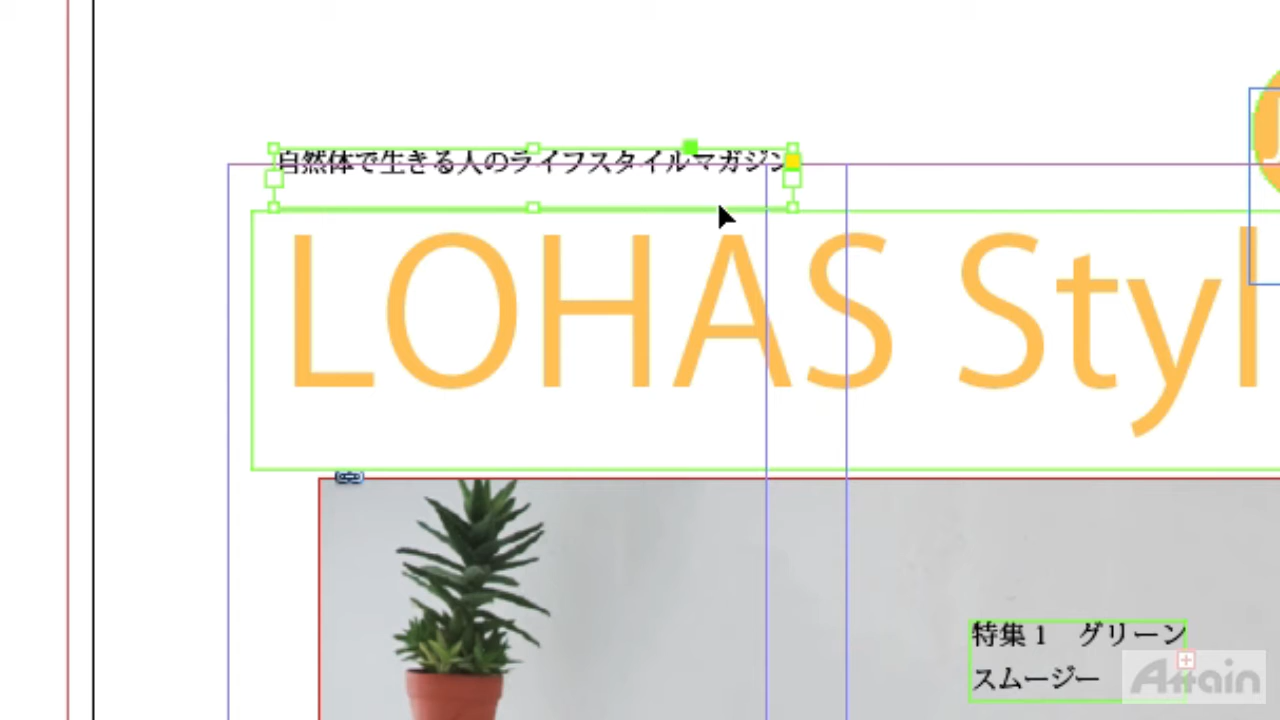 自然体で生きる人のライフスタイルマガジン
LOHAS Styl
特集 1　グリーン
スムージー
Attain